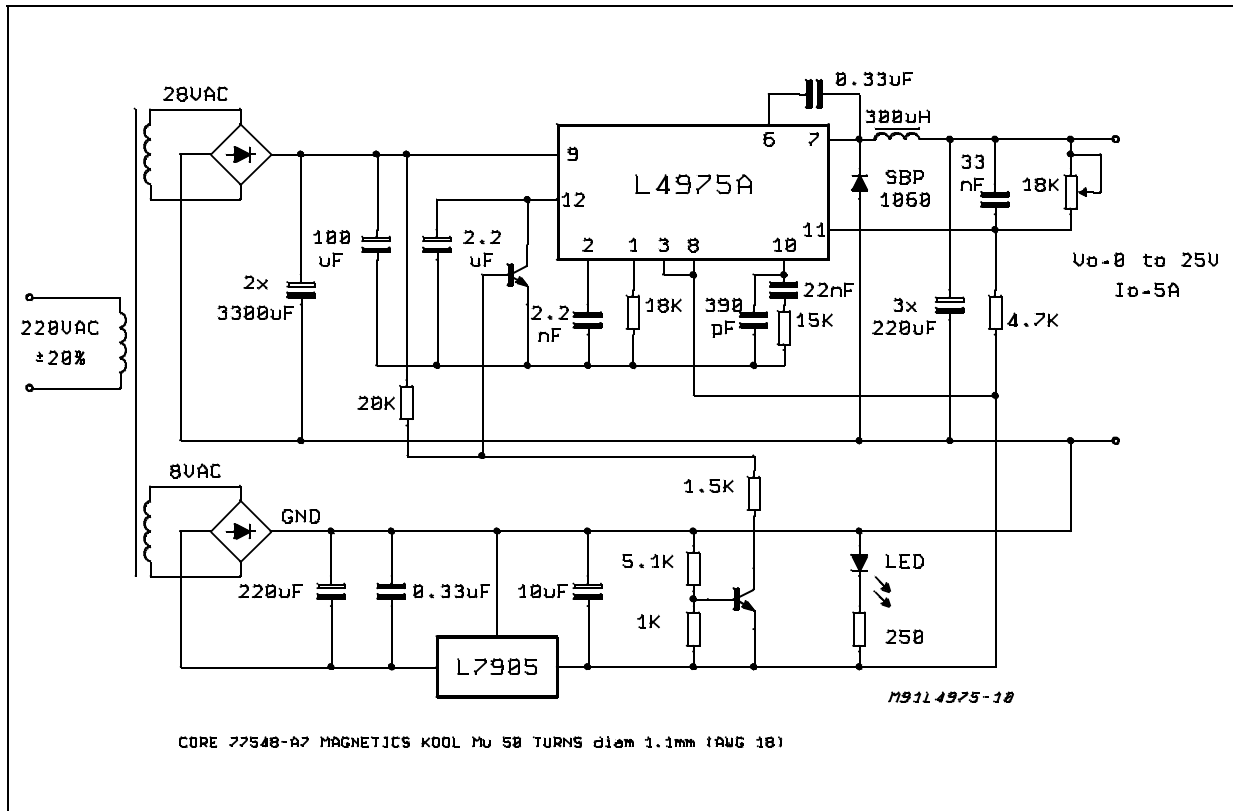 0.33uF
28VAC
300uH
6 7
9
L4975A
33
nF
SBP
1060
18K
12
11
100
uF
2.2
uF
2 1 3 8 10
Vo-0 to 25V
Io-5A
2x
3300uF
2.2
nF
18K
390
pF
22nF
15K
3x
220uF
4.7K
220VAC
±20%
20K
8VAC
1.5K
GND
5.1K
LED
220uF
0.33uF
10uF
1K
250
L7905
M91L4975-10
CORE 77548-A7 MAGNETICS KOOL Mu 50 TURNS diam 1.1mm (AWG 18)